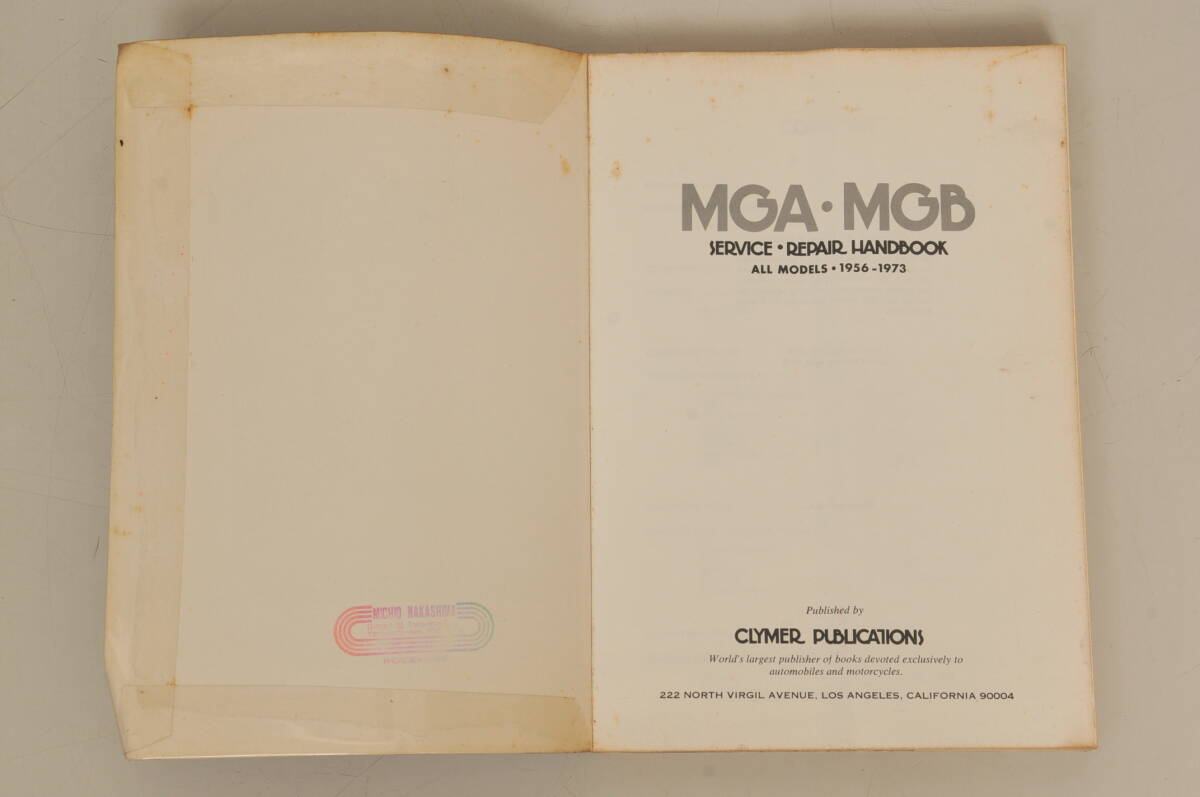 MICHIO NAKASHIMA
MGA • MGB
SERVICE • REPAIR HANDBOOK
ALL MODELS • 1956-1973
Published by
CLYMER PUBLICATIONS
World's largest publisher of books devoted exclusively to
automobiles and motorcycles.
222 NORTH VIRGIL AVENUE, LOS ANGELES, CALIFORNIA 90004